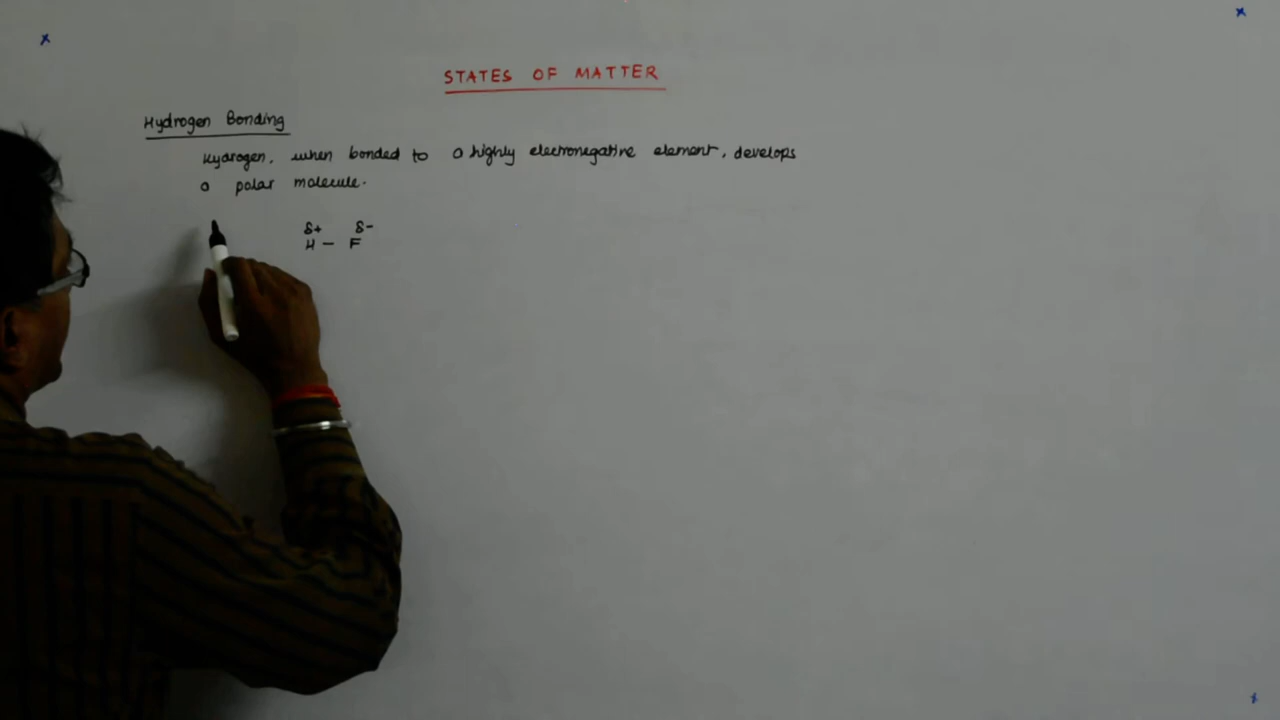 STATES OF MATTER
Hydrogen Bonding
Hydrogen, when bonded to a highly electronegative element, develops
a polar molecule.
δ+ δ-
H - F